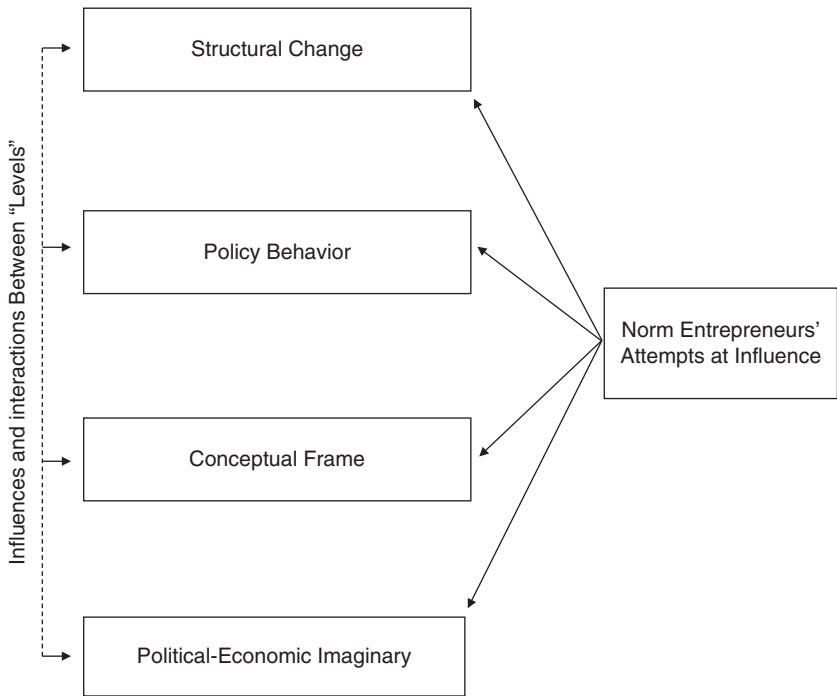 Influences and interactions Between “Levels”
Structural Change
Policy Behavior
Conceptual Frame
Political-Economic Imaginary
Norm Entrepreneurs’
Attempts at Influence